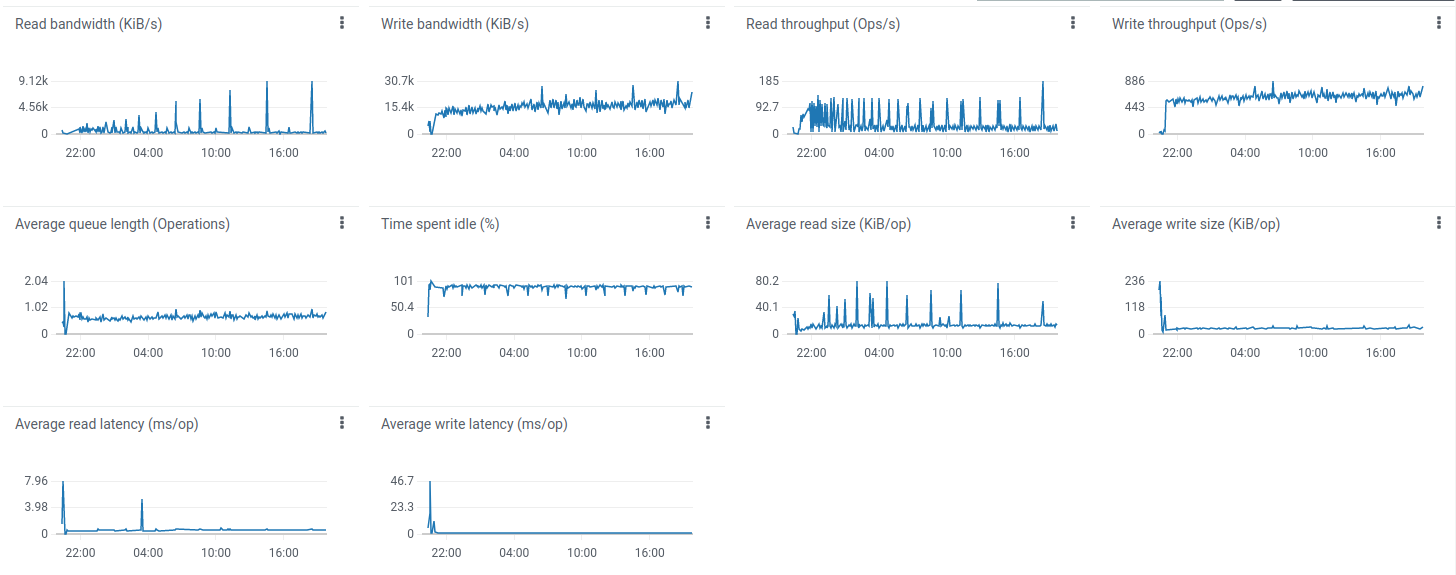 Read bandwidth (KiB/s)
9.12k
4.56k
0
22:00 04:00 10:00 16:00
Write bandwidth (KiB/s)
30.7k
15.4k
0
22:00 04:00 10:00 16:00
Read throughput (Ops/s)
185
92.7
0
22:00 04:00 10:00 16:00
Write throughput (Ops/s)
886
443
0
22:00 04:00 10:00 16:00
Average queue length (Operations)
2.04
1.02
0
22:00 04:00 10:00 16:00
Time spent idle (%)
101
50.4
0
22:00 04:00 10:00 16:00
Average read size (KiB/op)
80.2
40.1
0
22:00 04:00 10:00 16:00
Average write size (KiB/op)
236
118
0
22:00 04:00 10:00 16:00
Average read latency (ms/op)
7.96
3.98
0
22:00 04:00 10:00 16:00
Average write latency (ms/op)
46.7
23.3
0
22:00 04:00 10:00 16:00